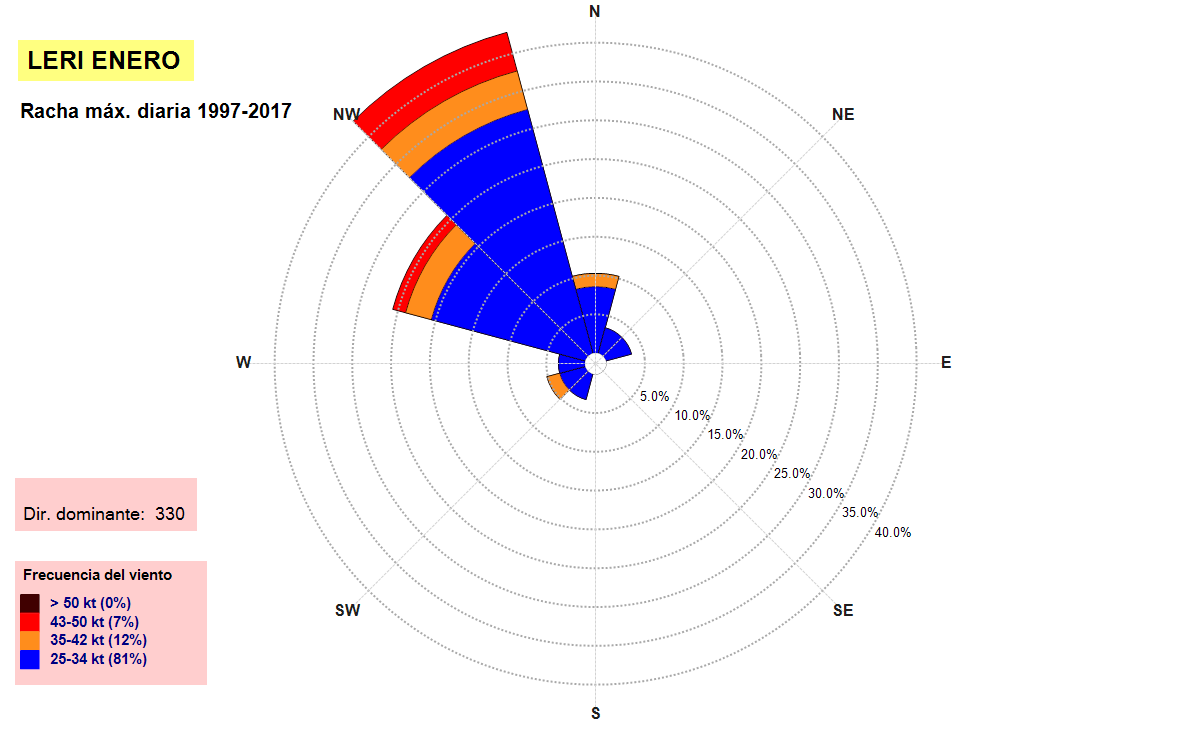 N
LERI ENERO
Racha máx. diaria 1997-2017
NW
NE
W
E
5.0%
10.0%
15.0%
20.0%
25.0%
30.0%
35.0%
40.0%
Dir. dominante: 330
Frecuencia del viento
> 50 kt (0%)
43-50 kt (7%)
35-42 kt (12%)
25-34 kt (81%)
SW
SE
S